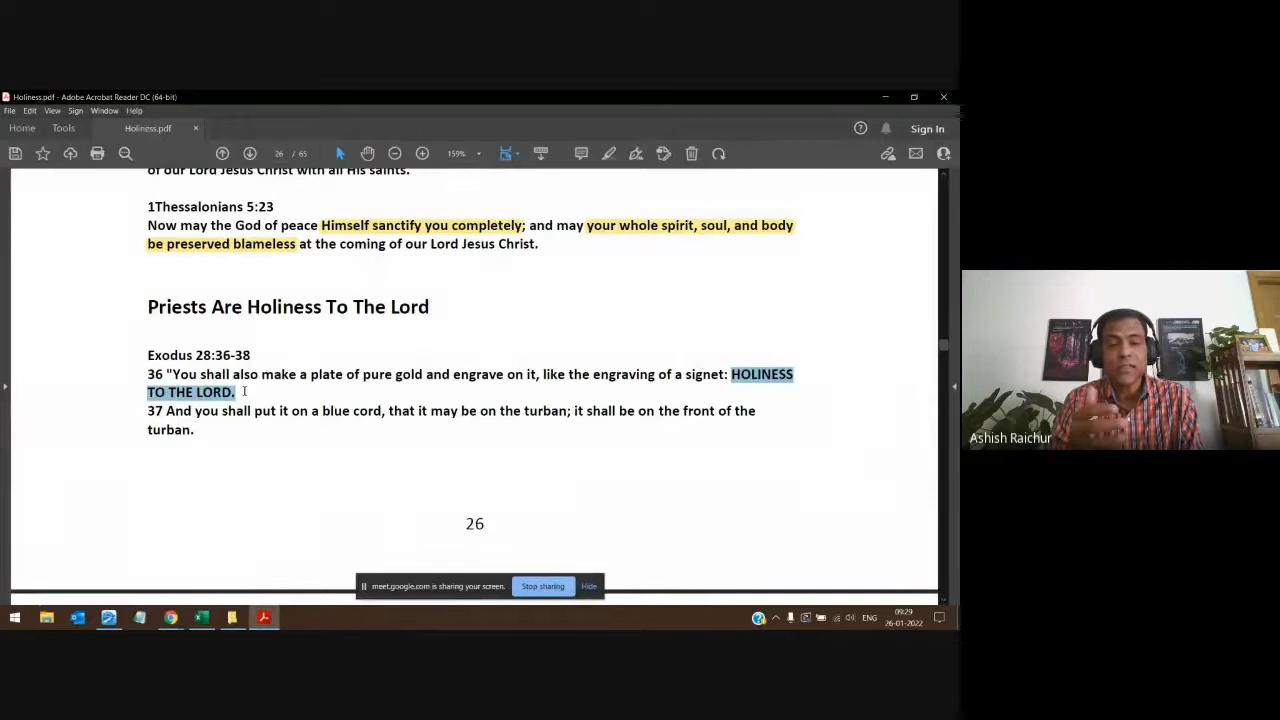 Holiness.pdf - Adobe Acrobat Reader DC (64-bit)
File Edit View Sign Window Help
Home Tools Holiness.pdf × Sign In
26 / 65 159%
of our Lord Jesus Christ with all His saints.
1Thessalonians 5:23
Now may the God of peace Himself sanctify you completely; and may your whole spirit, soul, and body
be preserved blameless at the coming of our Lord Jesus Christ.
Priests Are Holiness To The Lord
Exodus 28:36-38
36 "You shall also make a plate of pure gold and engrave on it, like the engraving of a signet: HOLINESS
TO THE LORD.
37 And you shall put it on a blue cord, that it may be on the turban; it shall be on the front of the
turban.
26
meet.google.com is sharing your screen. Stop sharing Hide
ENG 09:29
26-01-2022
Ashish Raichur